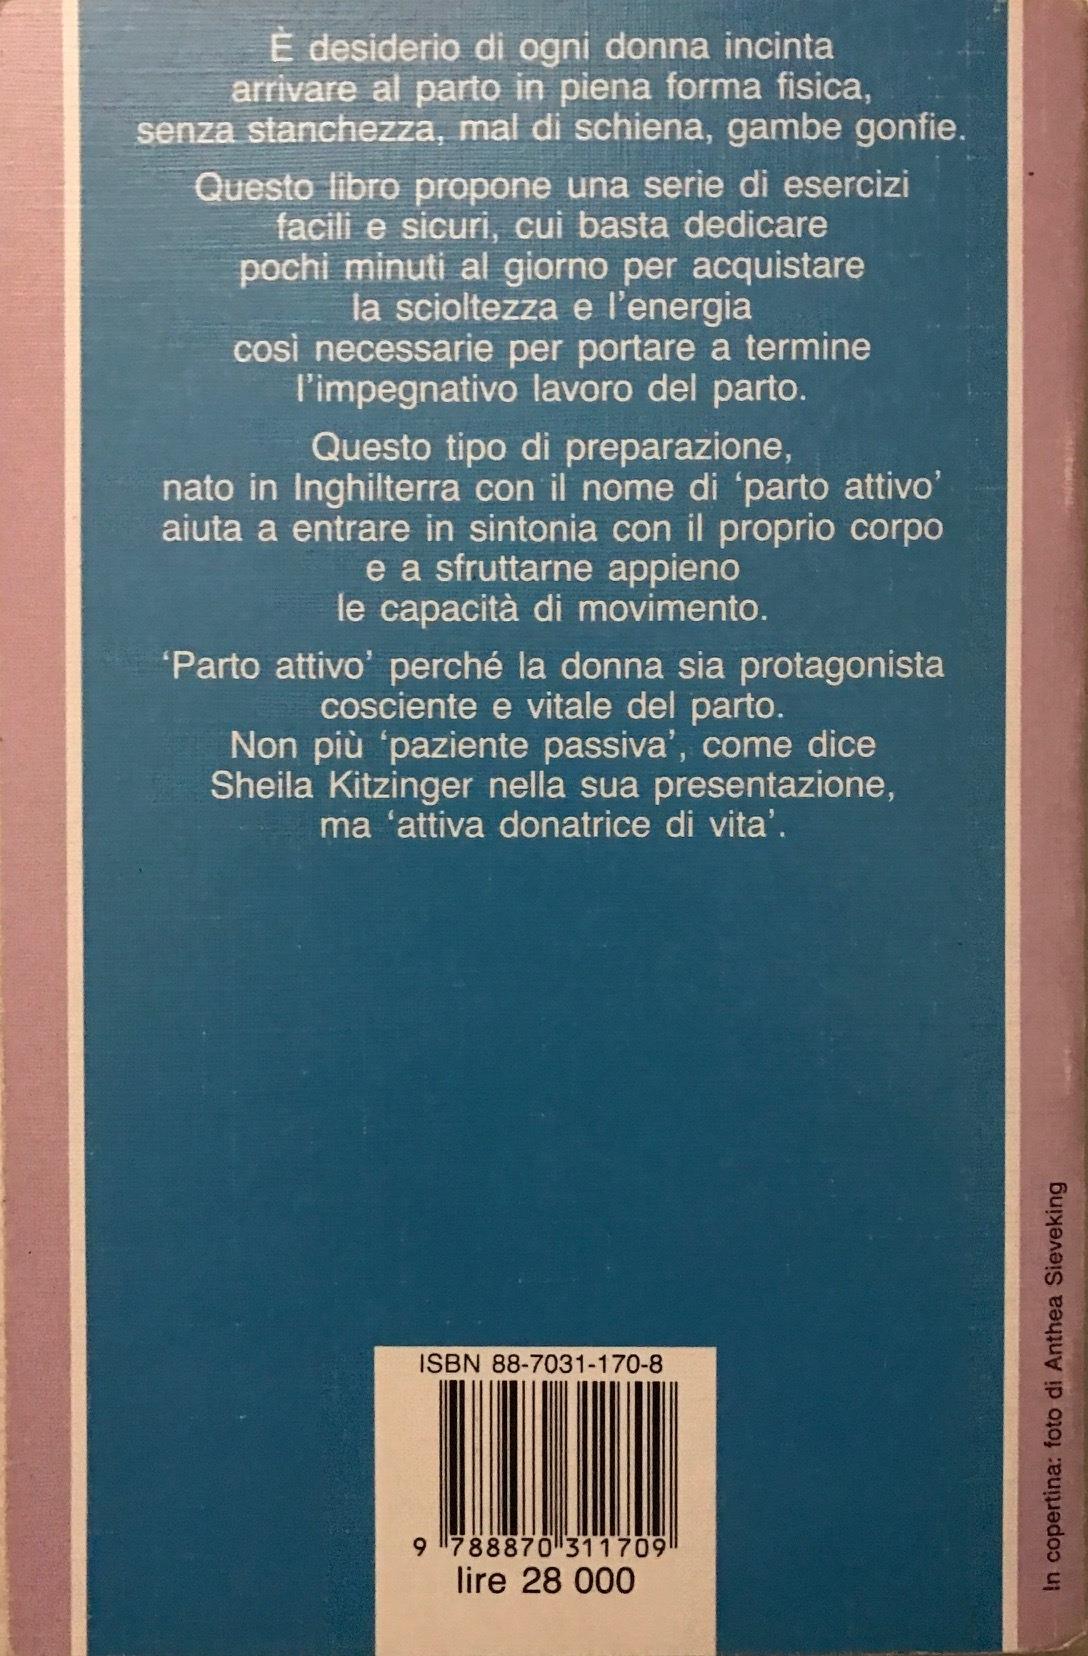 È desiderio di ogni donna incinta
arrivare al parto in piena forma fisica,
senza stanchezza, mal di schiena, gambe gonfie.
Questo libro propone una serie di esercizi
facili e sicuri, cui basta dedicare
pochi minuti al giorno per acquistare
la scioltezza e l'energia
così necessarie per portare a termine
l'impegnativo lavoro del parto.
Questo tipo di preparazione,
nato in Inghilterra con il nome di 'parto attivo'
aiuta a entrare in sintonia con il proprio corpo
e a sfruttarne appieno
le capacità di movimento.
'Parto attivo' perché la donna sia protagonista
cosciente e vitale del parto.
Non più 'paziente passiva', come dice
Sheila Kitzinger nella sua presentazione,
ma 'attiva donatrice di vita'.
ISBN 88-7031-170-8
9 788870 311709
lire 28 000
In copertina: foto di Anthea Sieveking